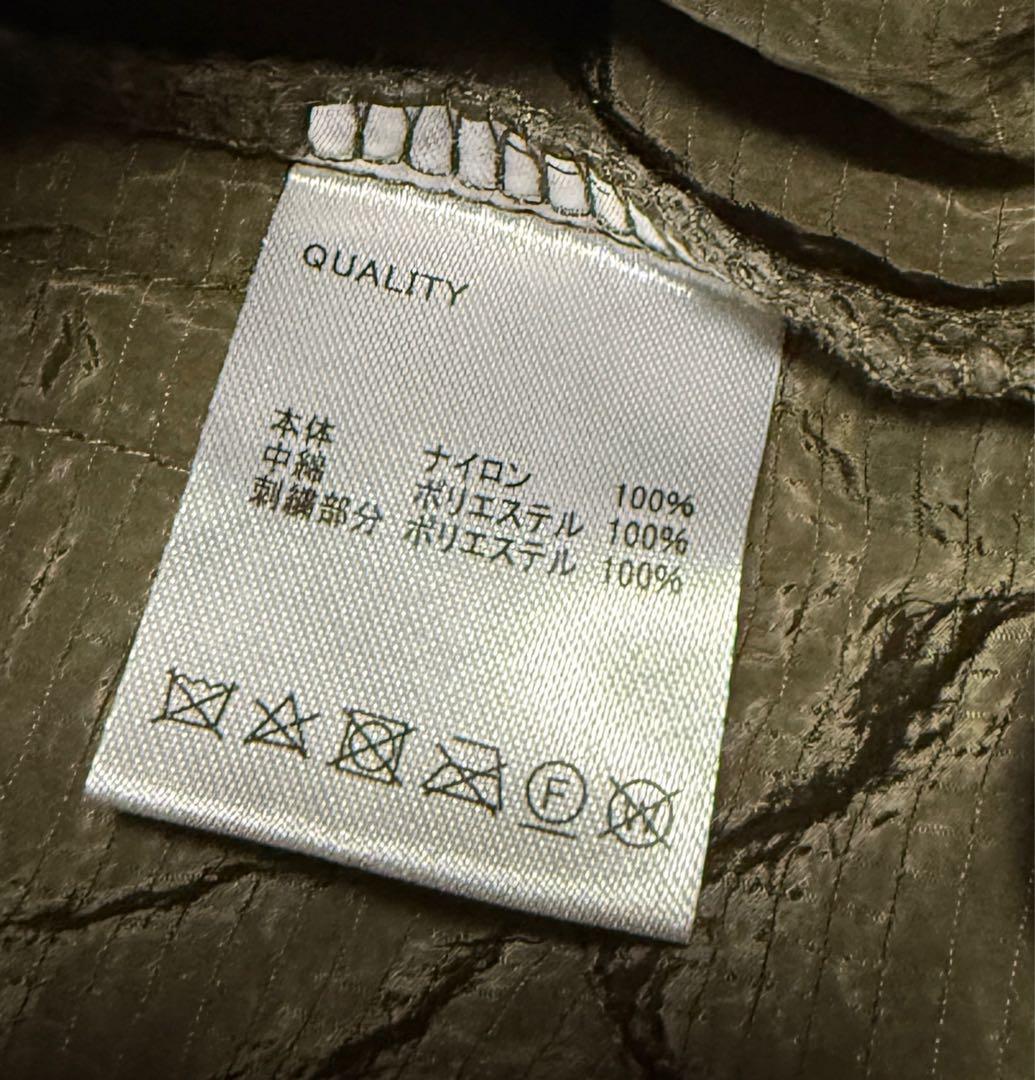 QUALITY
本体 ナイロン 100%
中綿 ポリエステル 100%
刺繍部分 ポリエステル 100%
F
W